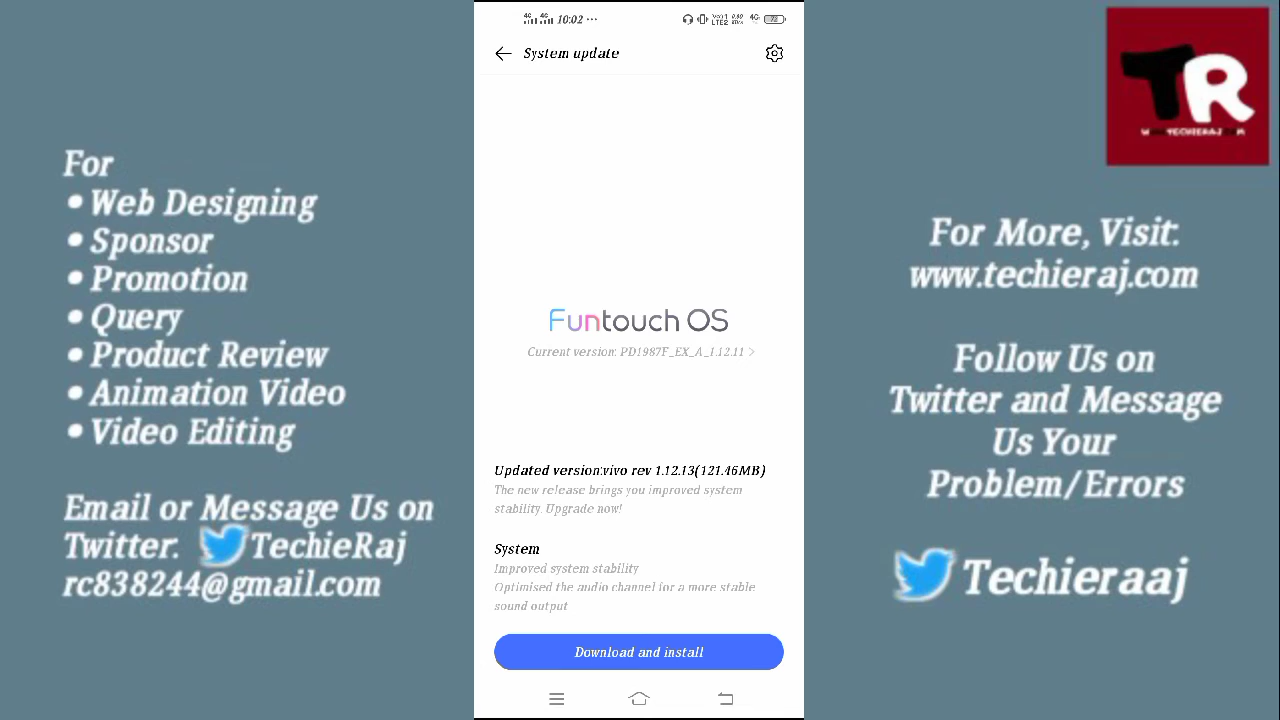 For
• Web Designing
• Sponsor
• Promotion
• Query
• Product Review
• Animation Video
• Video Editing
Email or Message Us on
Twitter. TechieRaj
rc838244@gmail.com
4G 4G 10:02 ··· LTE2 4G
System update
Funtouch OS
Current version: PD1987F_EX_A_1.12.11 >
Updated version:vivo rev 1.12.13(121.46MB)
The new release brings you improved system
stability. Upgrade now!
System
Improved system stability
Optimised the audio channel for a more stable
sound output
Download and install
TR
For More, Visit:
www.techieraj.com
Follow Us on
Twitter and Message
Us Your
Problem/Errors
Techieraaj